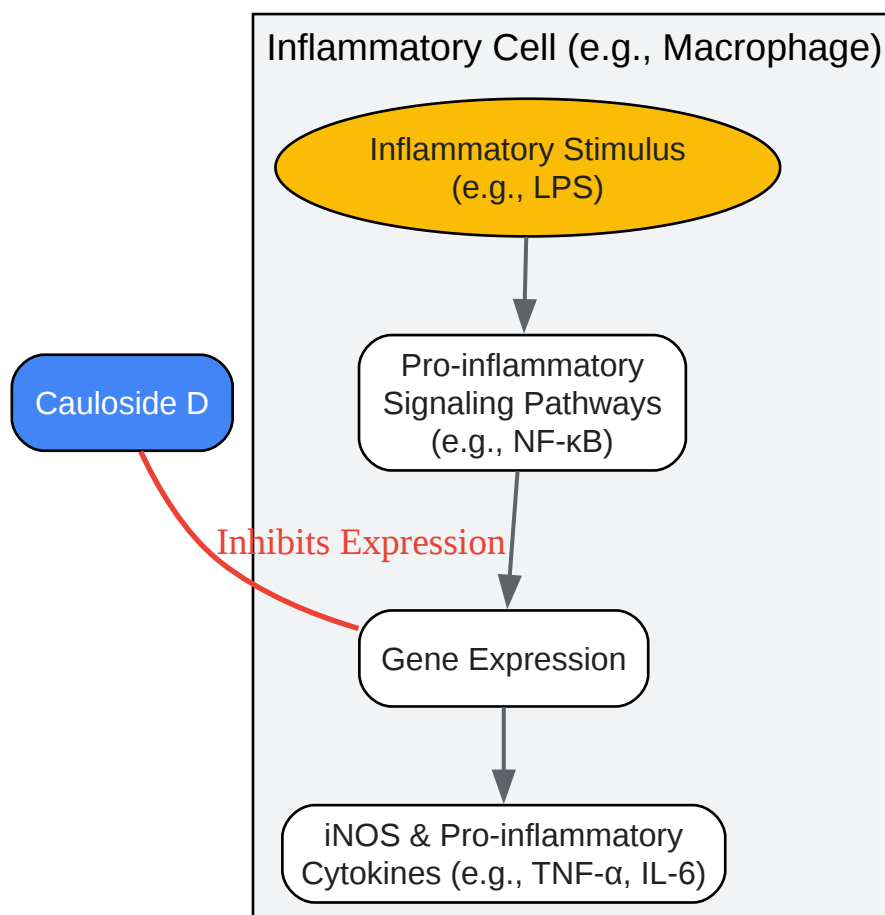 Inflammatory Cell (e.g., Macrophage)
Inflammatory Stimulus
(e.g., LPS)
Pro-inflammatory
Signaling Pathways
(e.g., NF-κB)
Cauloside D
Inhibits Expression
Gene Expression
iNOS & Pro-inflammatory
Cytokines (e.g., TNF-α, IL-6)